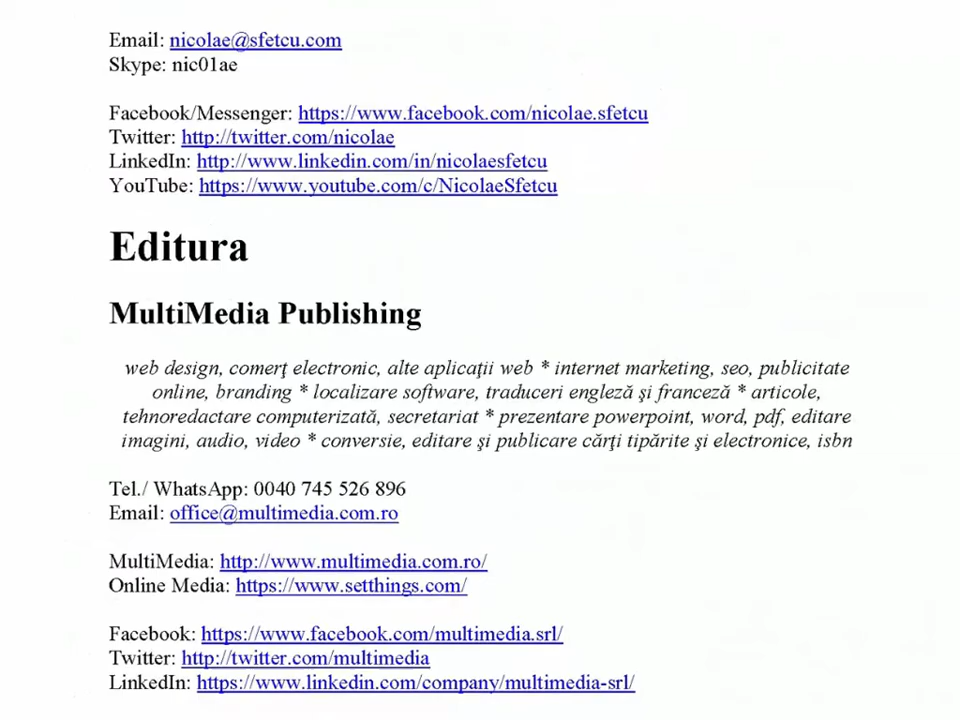 Email: nicolae@sfetcu.com
Skype: nic01ae
Facebook/Messenger: https://www.facebook.com/nicolae.sfetcu
Twitter: http://twitter.com/nicolae
LinkedIn: http://www.linkedin.com/in/nicolaesfetcu
YouTube: https://www.youtube.com/c/NicolaeSfetcu
Editura
MultiMedia Publishing
web design, comerţ electronic, alte aplicaţii web * internet marketing, seo, publicitate
online, branding * localizare software, traduceri engleză şi franceză * articole,
tehnoredactare computerizată, secretariat * prezentare powerpoint, word, pdf, editare
imagini, audio, video * conversie, editare şi publicare cărţi tipărite şi electronice, isbn
Tel./ WhatsApp: 0040 745 526 896
Email: office@multimedia.com.ro
MultiMedia: http://www.multimedia.com.ro/
Online Media: https://www.setthings.com/
Facebook: https://www.facebook.com/multimedia.srl/
Twitter: http://twitter.com/multimedia
LinkedIn: https://www.linkedin.com/company/multimedia-srl/